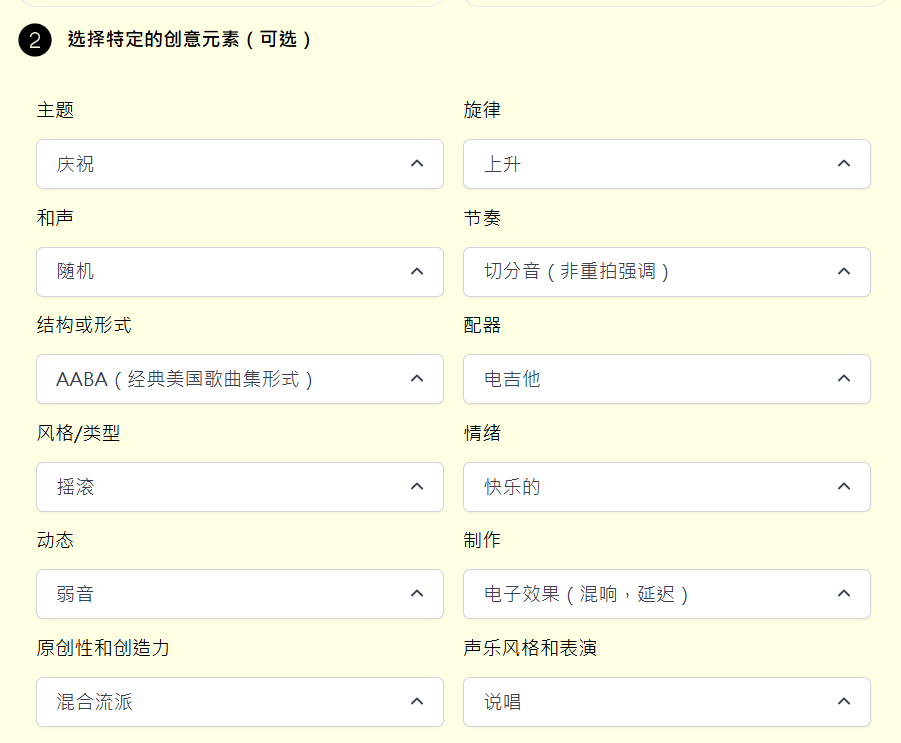 2 选择特定的创意元素（可选）
主题 旋律
庆祝 上升
和声 节奏
随机 切分音（非重拍强调）
结构或形式 配器
AABA（经典美国歌曲集形式） 电吉他
风格/类型 情绪
摇滚 快乐的
动态 制作
弱音 电子效果（混响，延迟）
原创性和创造力 声乐风格和表演
混合流派 说唱